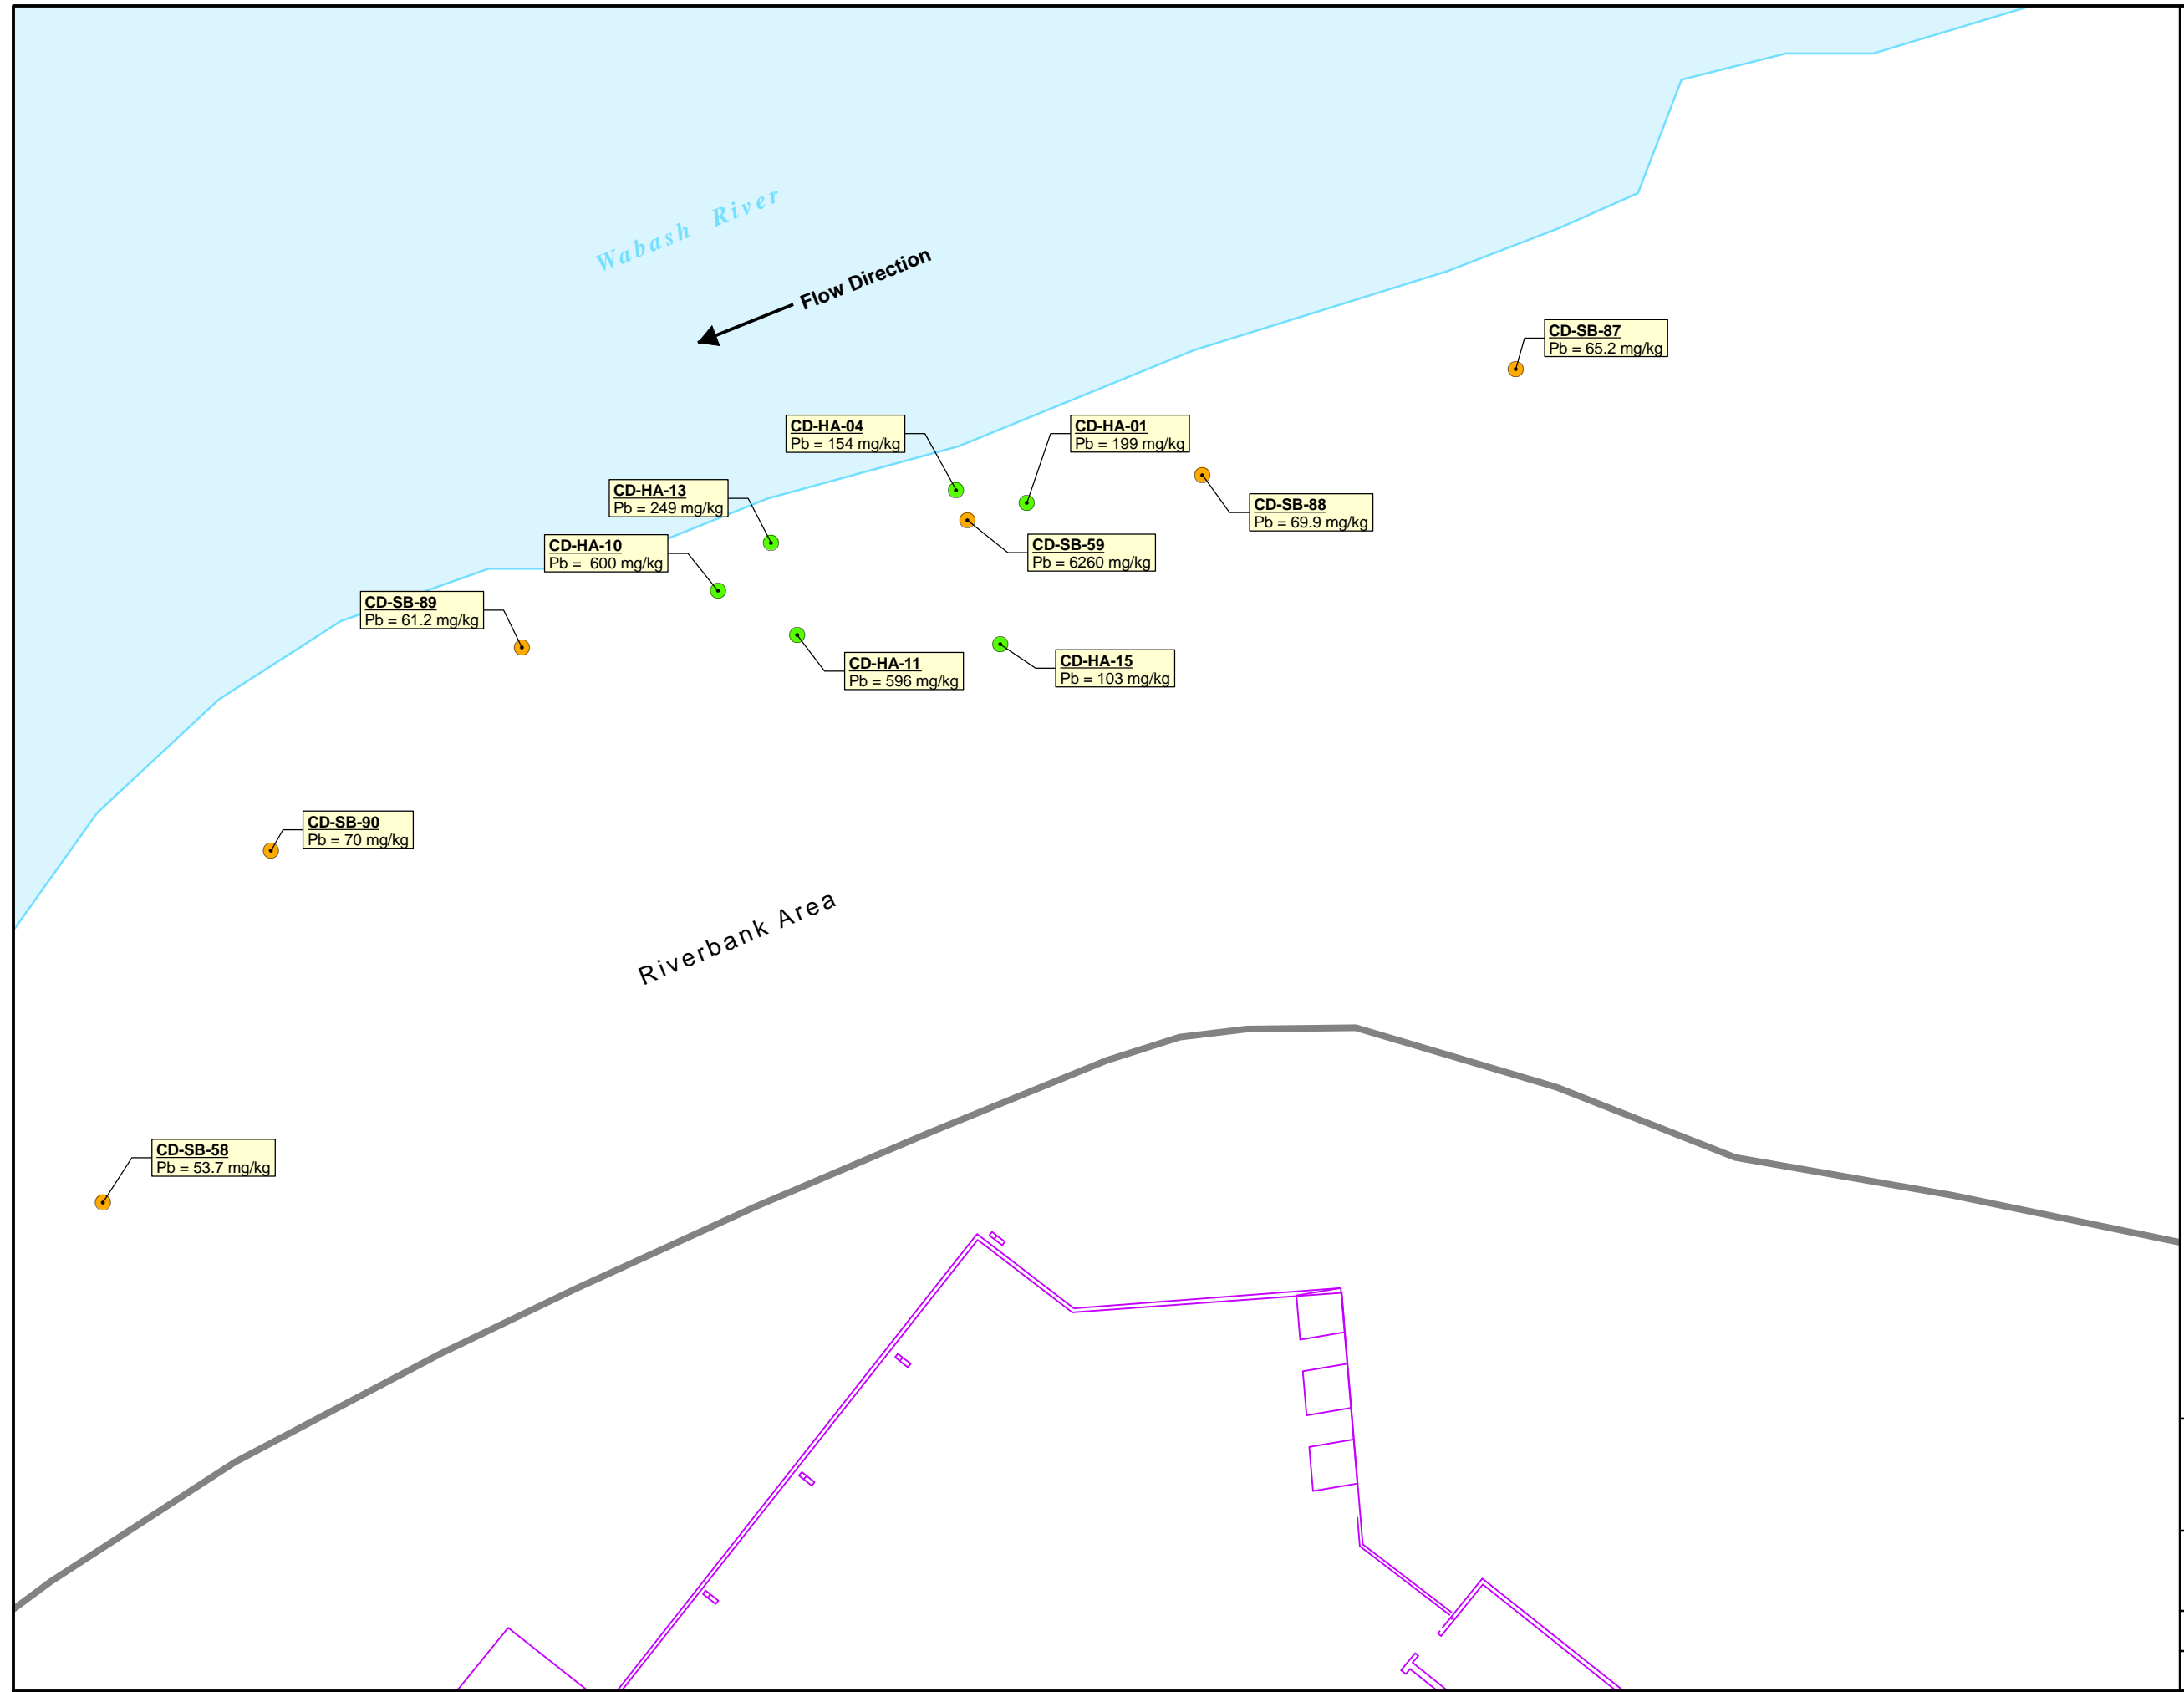 Wabash River
Flow Direction
CD-SB-87
Pb = 65.2 mg/kg
CD-HA-04
Pb = 154 mg/kg
CD-HA-01
Pb = 199 mg/kg
CD-HA-13
Pb = 249 mg/kg
CD-SB-88
Pb = 69.9 mg/kg
CD-HA-10
Pb =  600 mg/kg
CD-SB-59
Pb = 6260 mg/kg
CD-SB-89
Pb = 61.2 mg/kg
CD-HA-11
Pb = 596 mg/kg
CD-HA-15
Pb = 103 mg/kg
CD-SB-90
Pb = 70 mg/kg
Riverbank Area
CD-SB-58
Pb = 53.7 mg/kg